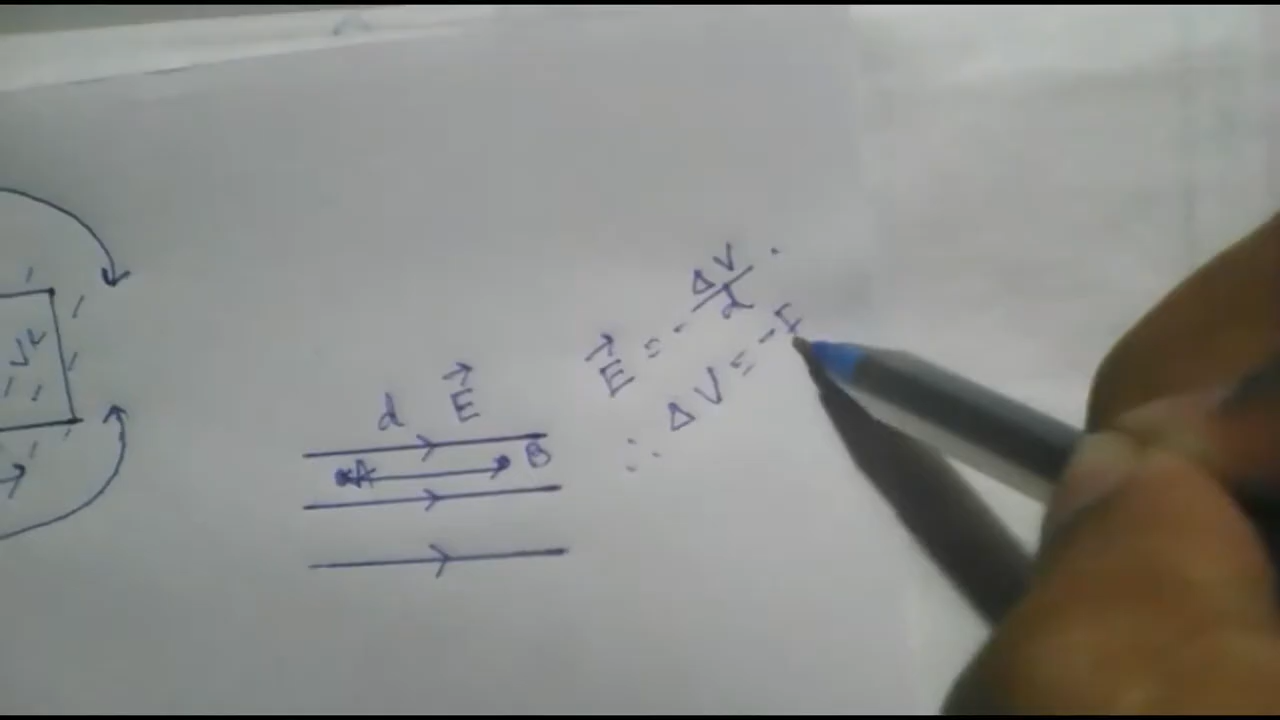 E⃗ = - ΔV/d .
∴ ΔV = -
d E⃗
A B